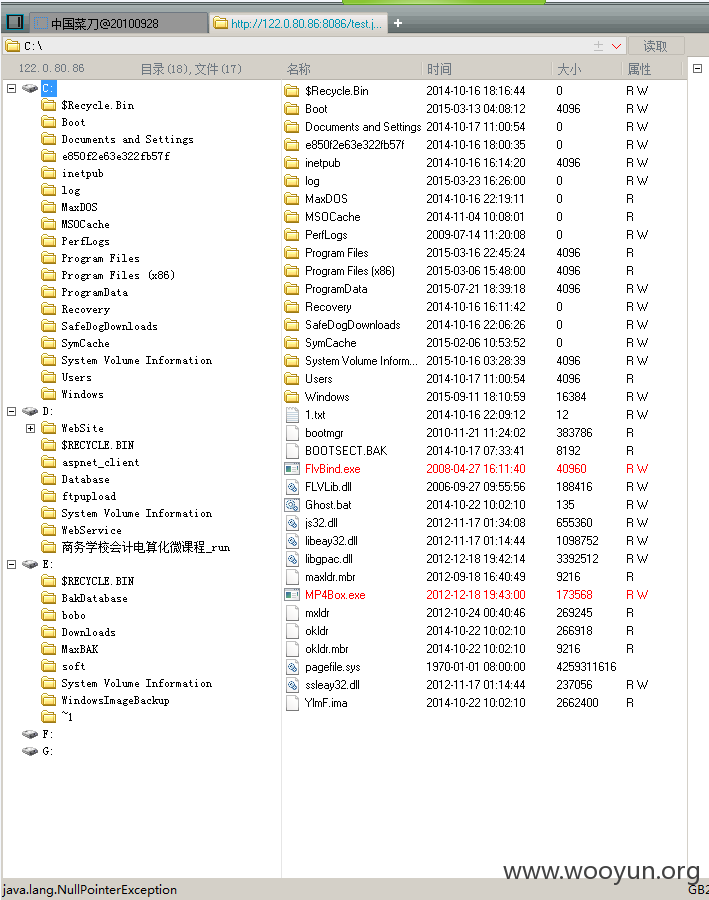 中国菜刀@20100928
http://122.0.80.86:8086/test.j...
C:\
读取
122.0.80.86
目录(18),文件(17)
名称
时间
大小
属性
C:
$Recycle.Bin
Boot
Documents and Settings
e850f2e63e322fb57f
inetpub
log
MaxDOS
MSOCache
PerfLogs
Program Files
Program Files (x86)
ProgramData
Recovery
SafeDogDownloads
SymCache
System Volume Information
Users
Windows
D:
WebSite
$RECYCLE.BIN
aspnet_client
Database
ftpupload
System Volume Information
WebService
商务学校会计电算化微课程_run
E:
$RECYCLE.BIN
BakDatabase
bobo
Downloads
MaxBAK
soft
System Volume Information
WindowsImageBackup
~1
F:
G:
$Recycle.Bin 2014-10-16 18:16:44 0 R W
Boot 2015-03-13 04:08:12 4096 R W
Documents and Settings 2014-10-17 11:00:54 0 R W
e850f2e63e322fb57f 2014-10-16 18:00:35 0 R W
inetpub 2014-10-16 16:14:20 4096 R W
log 2015-03-23 16:26:00 0 R W
MaxDOS 2014-10-16 22:19:11 0 R
MSOCache 2014-11-04 10:08:01 0 R
PerfLogs 2009-07-14 11:20:08 0 R W
Program Files 2015-03-16 22:45:24 4096 R
Program Files (x86) 2015-03-06 15:48:00 4096 R
ProgramData 2015-07-21 18:39:18 4096 R W
Recovery 2014-10-16 16:11:42 0 R W
SafeDogDownloads 2014-10-16 22:06:26 0 R W
SymCache 2015-02-06 10:53:52 0 R W
System Volume Inform... 2015-10-16 03:28:39 4096 R W
Users 2014-10-17 11:00:54 4096 R
Windows 2015-09-11 18:10:59 16384 R W
1.txt 2014-10-16 22:09:12 12 R W
bootmgr 2010-11-21 11:24:02 383786 R
BOOTSECT.BAK 2014-10-17 07:33:41 8192 R
FlvBind.exe 2008-04-27 16:11:40 40960 R W
FLVLib.dll 2006-09-27 09:55:56 188416 R W
Ghost.bat 2014-10-22 10:02:10 135 R W
js32.dll 2012-11-17 01:34:08 655360 R W
libeay32.dll 2012-11-17 01:14:44 1098752 R W
libgpac.dll 2012-12-18 19:42:14 3392512 R W
maxldr.mbr 2012-09-18 16:40:49 9216 R
MP4Box.exe 2012-12-18 19:43:00 173568 R W
mxldr 2012-10-24 00:40:46 269245 R
okldr 2014-10-22 10:02:10 266918 R
okldr.mbr 2014-10-22 10:02:10 9216 R
pagefile.sys 1970-01-01 08:00:00 4259311616
ssleay32.dll 2012-11-17 01:14:44 237056 R W
YlmF.ima 2014-10-22 10:02:10 2662400 R
www.wooyun.org
java.lang.NullPointerException
GB2